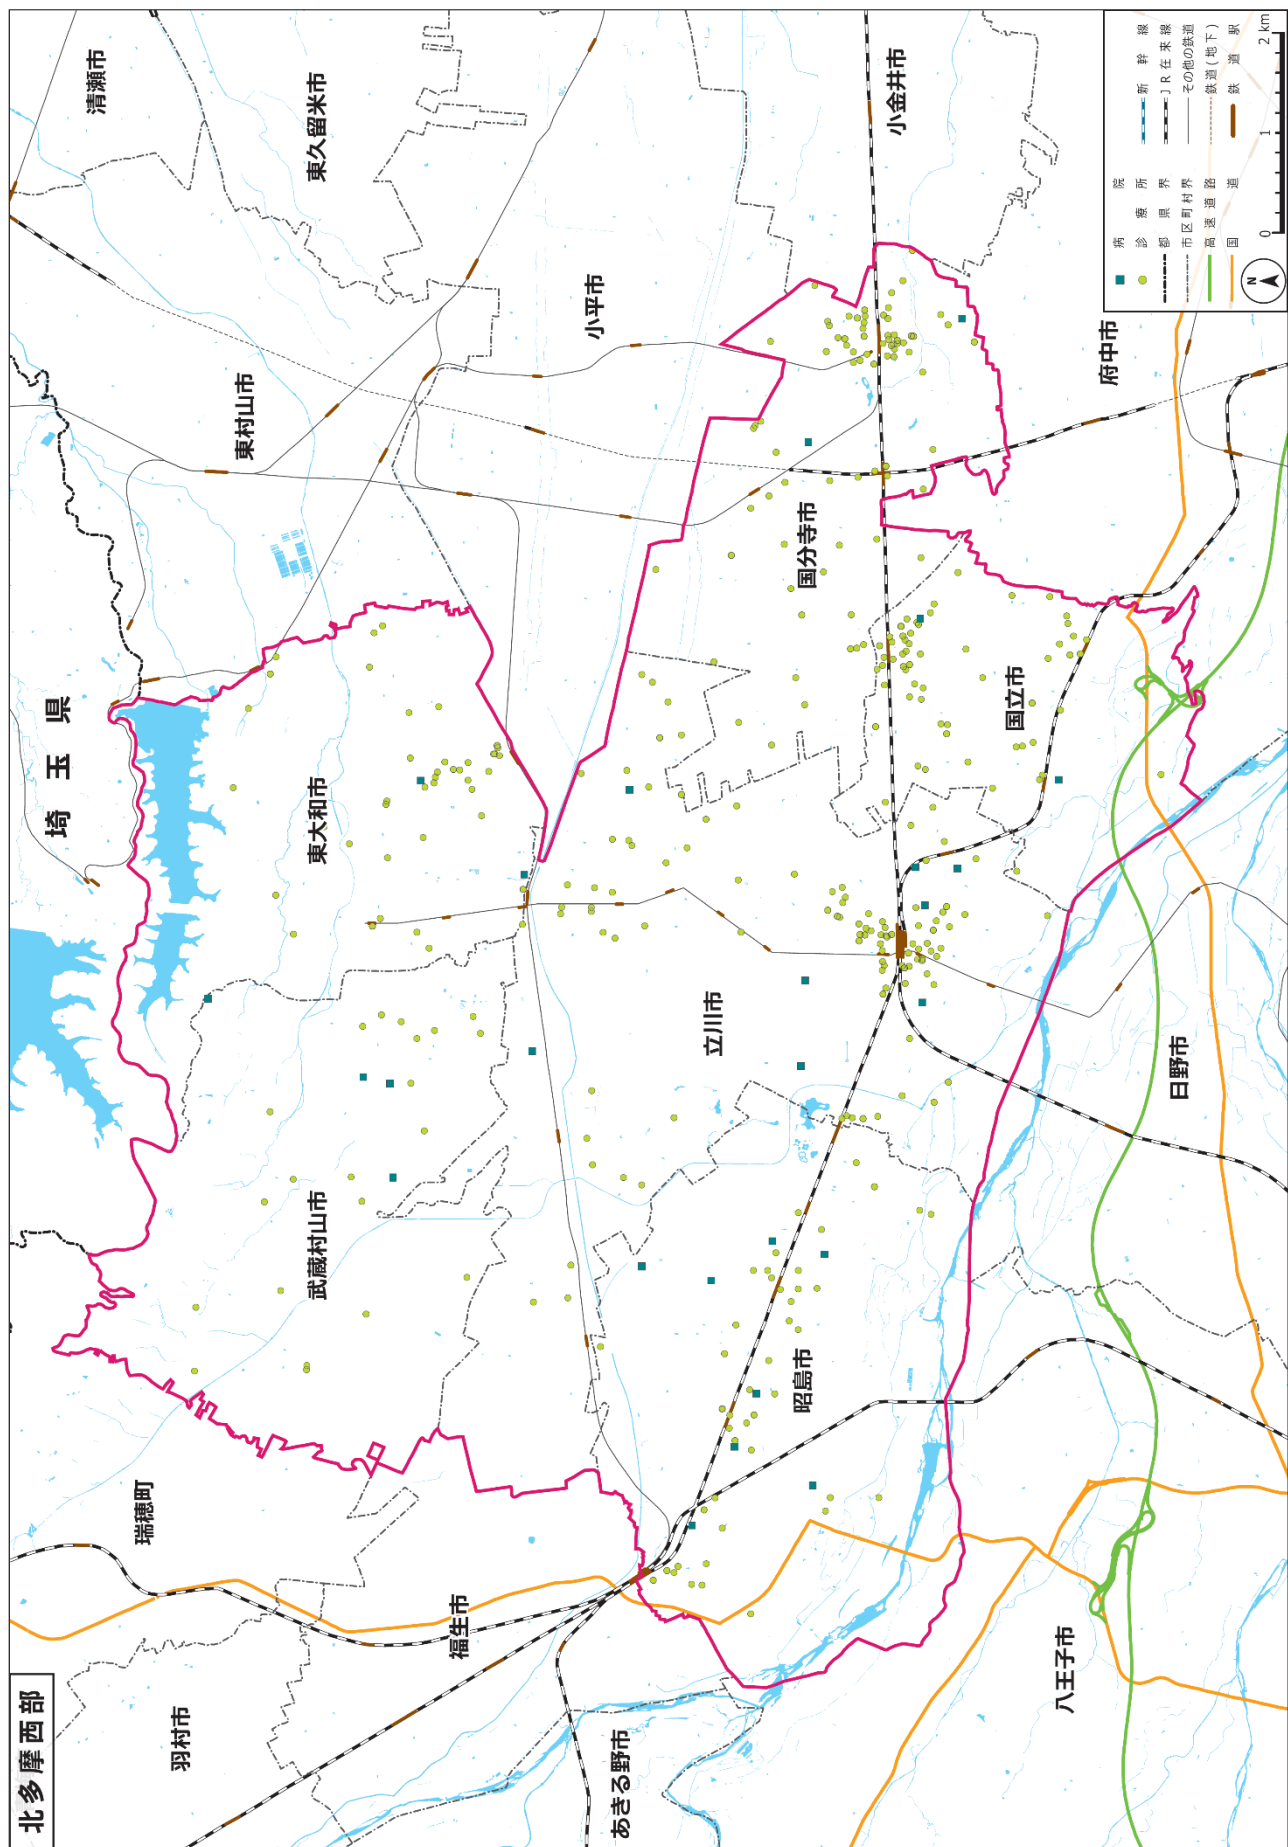 北多摩西部
羽村市
瑞穂町
福生市
あきる野市
八王子市
埼玉県
武蔵村山市
東大和市
昭島市
立川市
日野市
清瀬市
東久留米市
東村山市
小平市
国分寺市
国立市
小金井市
府中市
病院
診療所
都県界
市区町村界
高速道路
国道
新幹線
JR在来線
その他の鉄道
鉄道(地下)
鉄道駅
N
0 1 2 km